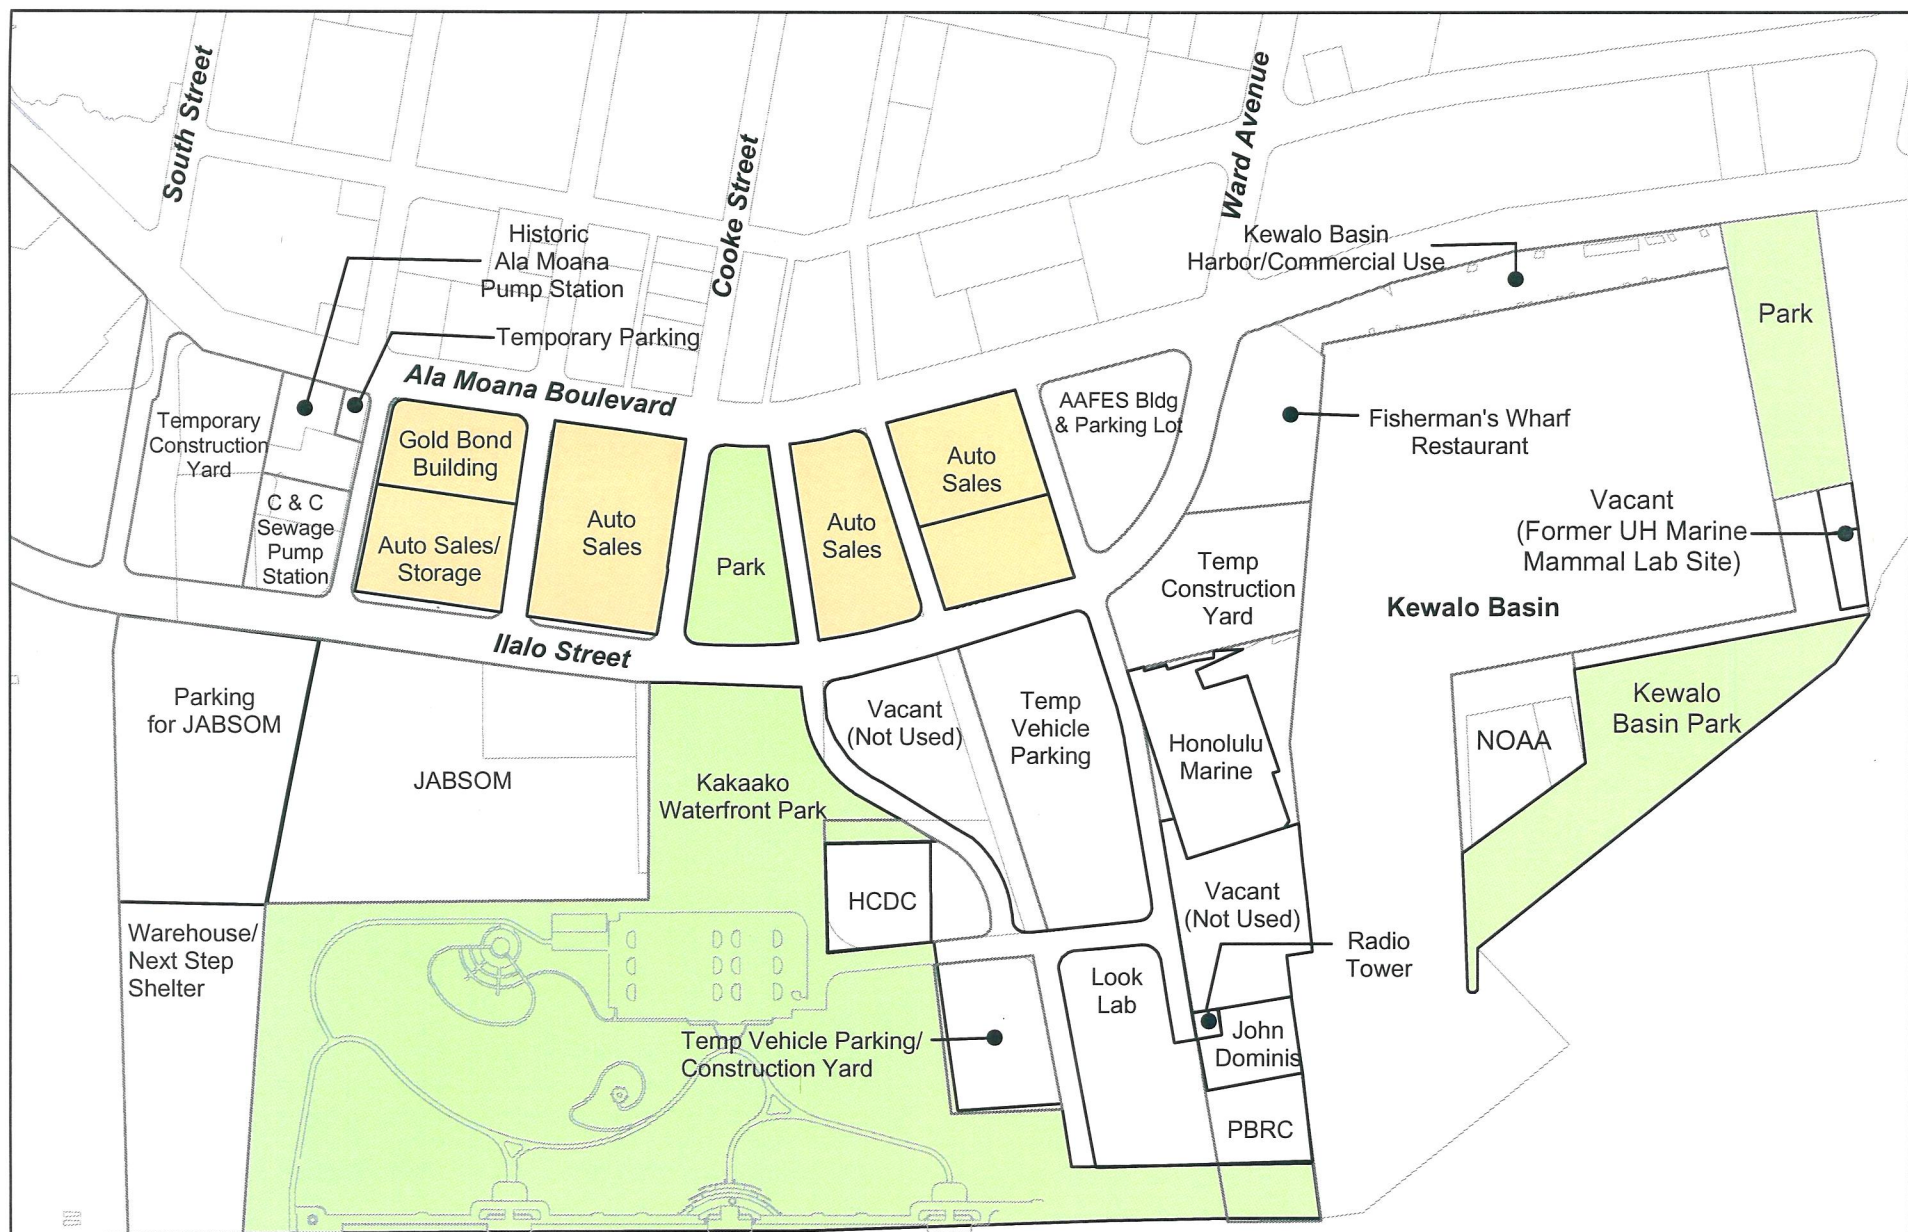 South Street
Cooke Street
Ward Avenue
Historic
Ala Moana
Pump Station
Kewalo Basin
Harbor/Commercial Use
Park
Temporary Parking
Ala Moana Boulevard
AAFES Bldg
& Parking Lot
Fisherman's Wharf
Restaurant
Temporary
Construction
Yard
Gold Bond
Building
Auto
Sales
C & C
Sewage
Pump
Station
Auto Sales/
Storage
Auto
Sales
Park
Auto
Sales
Vacant
(Former UH Marine
Mammal Lab Site)
Temp
Construction
Yard
Kewalo Basin
Ilalo Street
Parking
for JABSOM
JABSOM
Kakaako
Waterfront Park
Vacant
(Not Used)
Temp
Vehicle
Parking
Honolulu
Marine
NOAA
Kewalo
Basin Park
HCDC
Vacant
(Not Used)
Warehouse/
Next Step
Shelter
Radio
Tower
Look
Lab
Temp Vehicle Parking/
Construction Yard
John
Dominis
PBRC